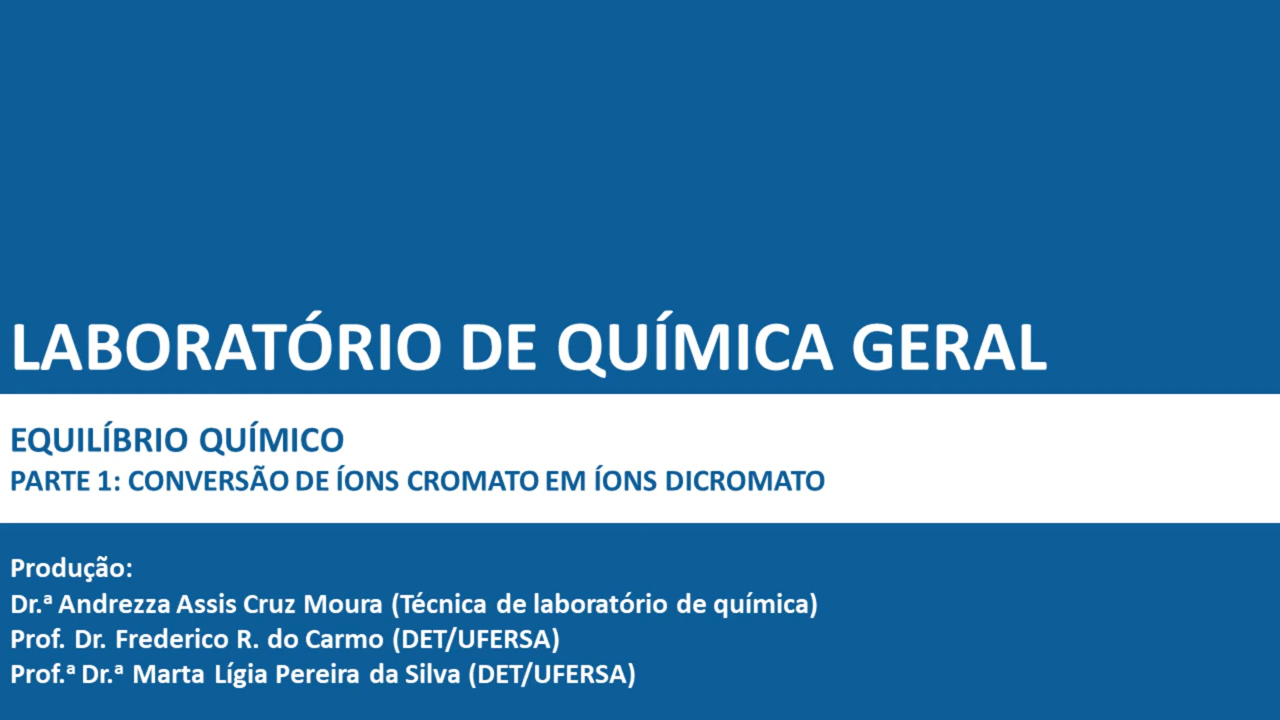 LABORATÓRIO DE QUÍMICA GERAL
EQUILÍBRIO QUÍMICO
PARTE 1: CONVERSÃO DE ÍONS CROMATO EM ÍONS DICROMATO
Produção:
Dr.ª Andrezza Assis Cruz Moura (Técnica de laboratório de química)
Prof. Dr. Frederico R. do Carmo (DET/UFERSA)
Prof.ª Dr.ª Marta Lígia Pereira da Silva (DET/UFERSA)